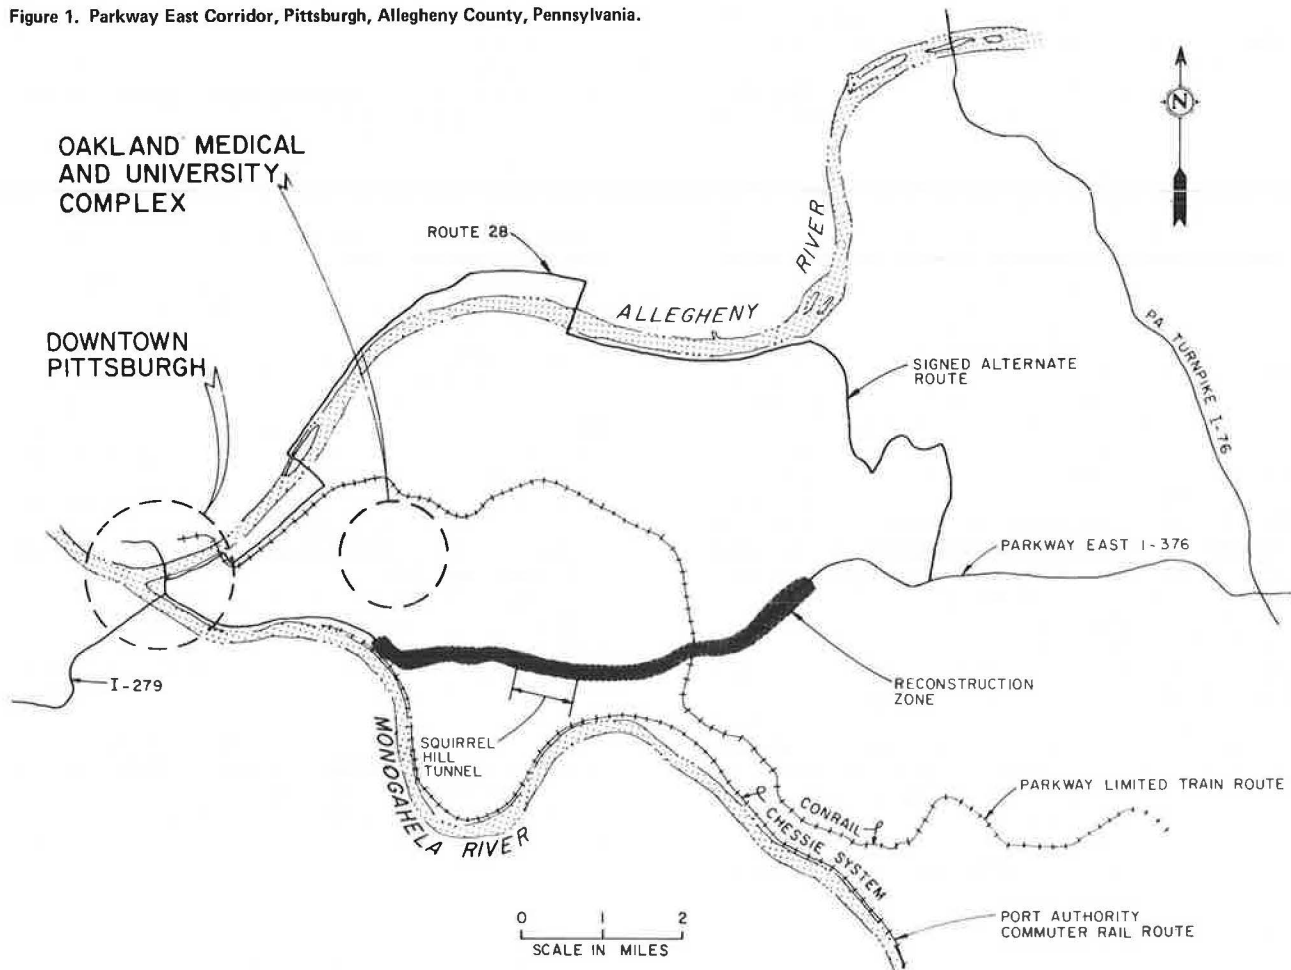 Figure 1. Parkway East Corridor, Pittsburgh, Allegheny County, Pennsylvania.
N
OAKLAND MEDICAL
AND UNIVERSITY
COMPLEX
ROUTE 28
RIVER
ALLEGHENY
DOWNTOWN
PITTSBURGH
SIGNED ALTERNATE
ROUTE
PA TURNPIKE I-76
PARKWAY EAST I-376
I-279
RECONSTRUCTION
ZONE
SQUIRREL
HILL
TUNNEL
MONOGAHELA RIVER
CONRAIL
CHESSIE SYSTEM
PARKWAY LIMITED TRAIN ROUTE
PORT AUTHORITY
COMMUTER RAIL ROUTE
0 1 2
SCALE IN MILES